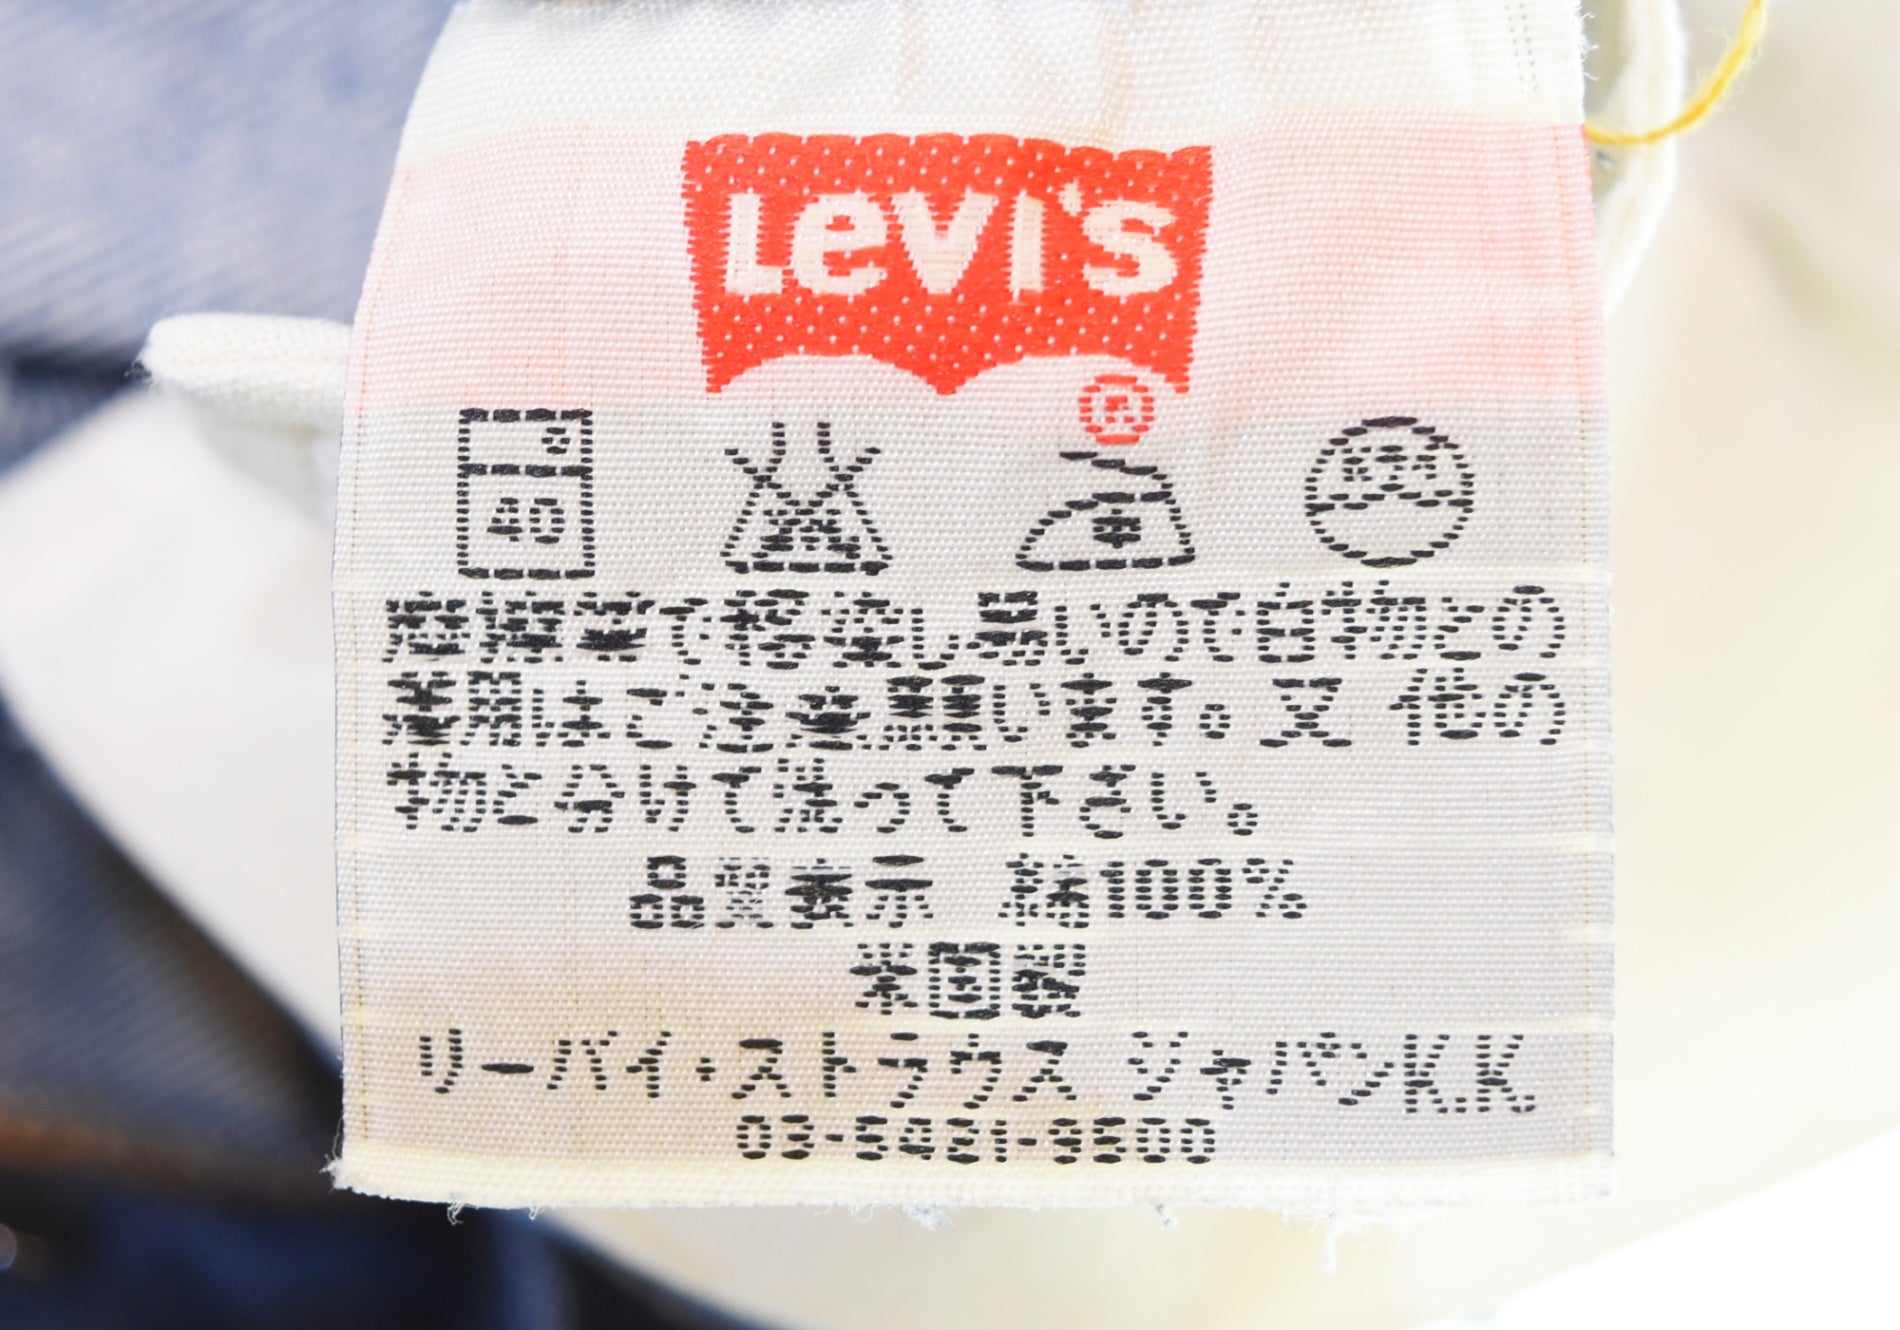 Levi's
®
40
摩擦等で移染し易いので白物との
着用はご注意願います。又 他の
物と分けて洗って下さい。
品質表示 綿100%
米国製
リーバイ・ストラウス ジャパンK.K
03-5421-3500